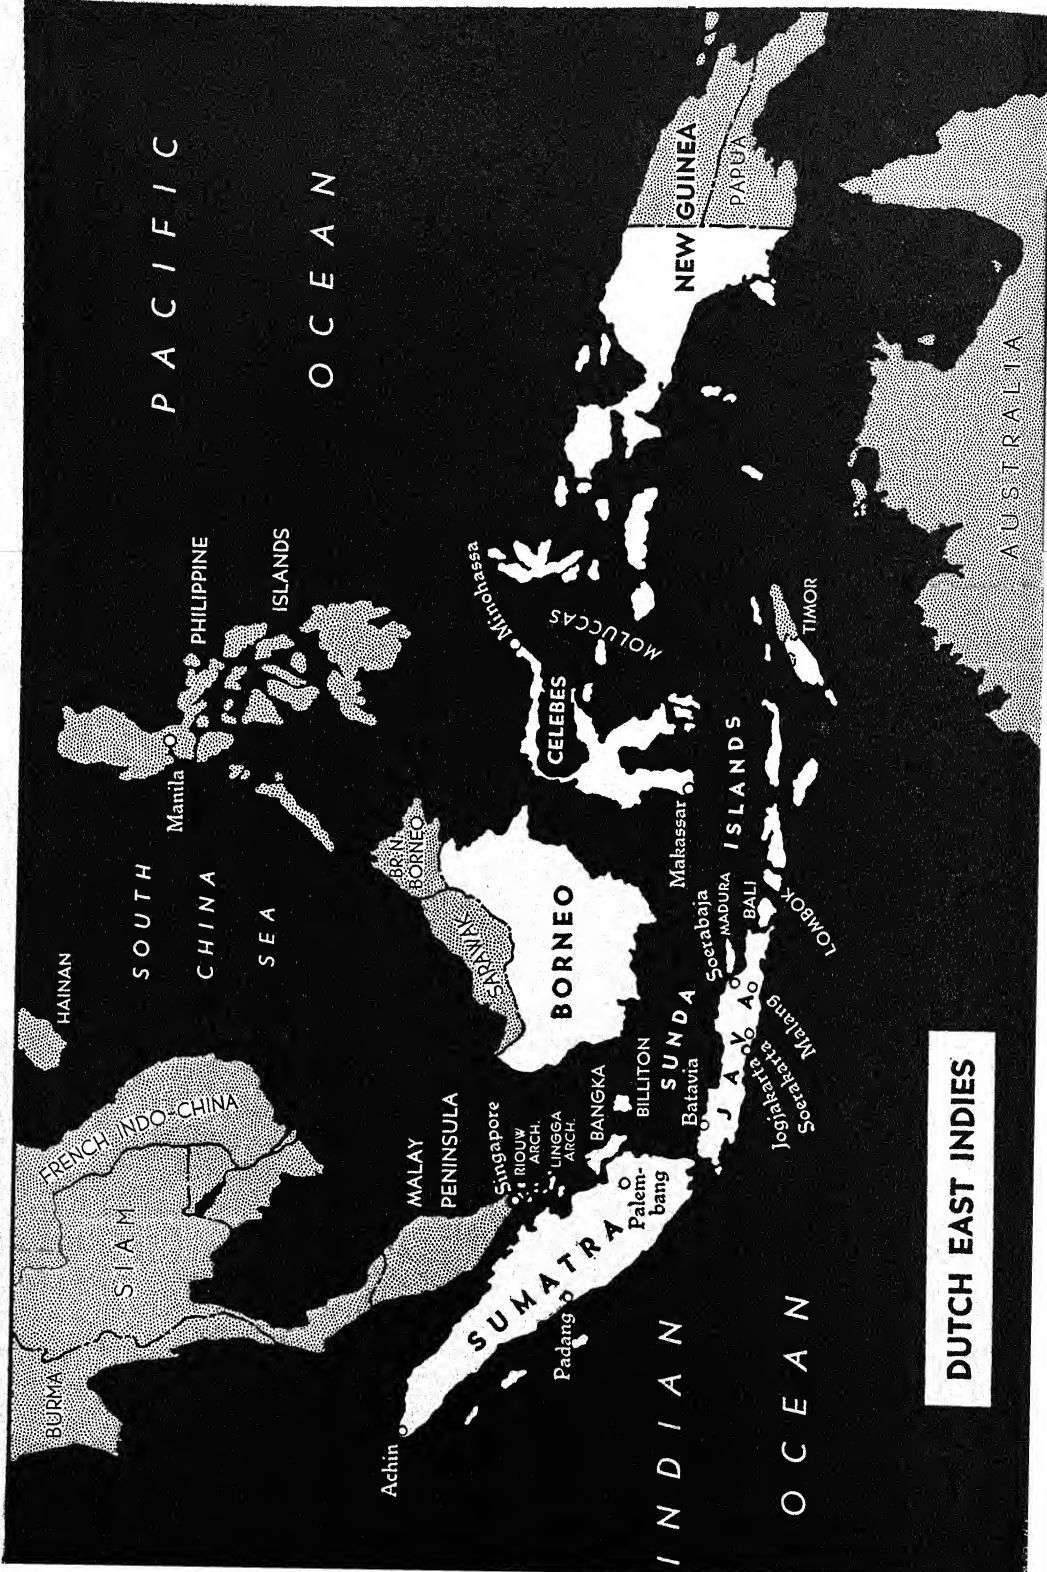 PACIFIC
OCEAN
HAINAN
SOUTH
CHINA
SEA
PHILIPPINE
ISLANDS
Manila
BURMA
SIAM
FRENCH INDO-CHINA
MALAY
PENINSULA
Singapore
RIOUW
ARCH.
LINGGA
ARCH.
BANGKA
BILLITON
Achin
SUMATRA
Padang
Palem-
bang
BR. N.
BORNEO
SARAWAK
BORNEO
CELEBES
Minohassa
Makassar
MOLUCCAS
NEW GUINEA
PAPUA
SUNDA
ISLANDS
Batavia
JAVA
Soerabaja
MADURA
BALI
LOMBOK
Malang
Soerakarta
Jogjakarta
TIMOR
AUSTRALIA
INDIAN
OCEAN
DUTCH EAST INDIES